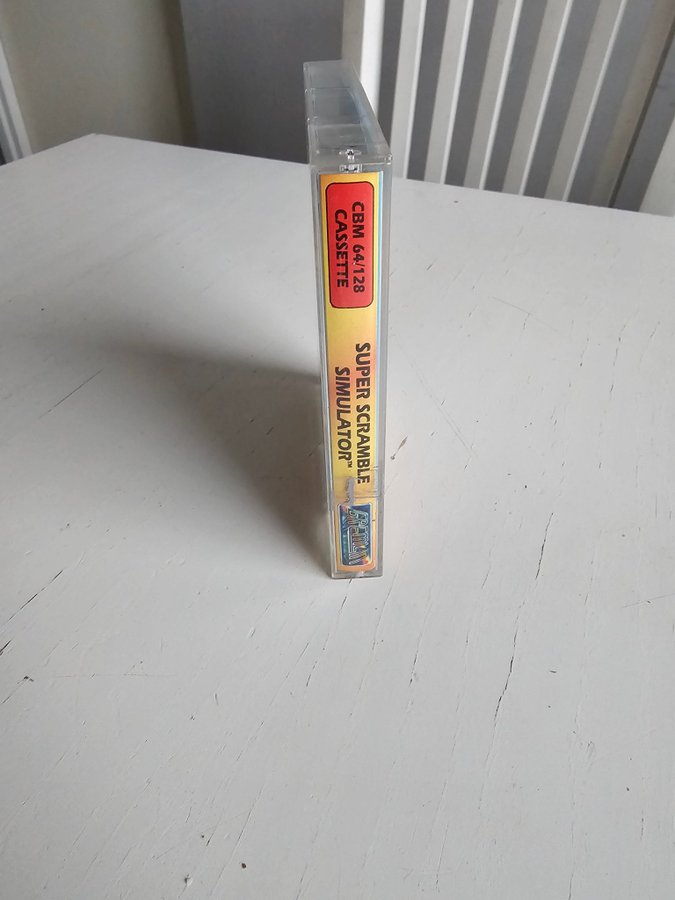 CBM 64/128
CASSETTE
SUPER SCRAMBLE
SIMULATOR™